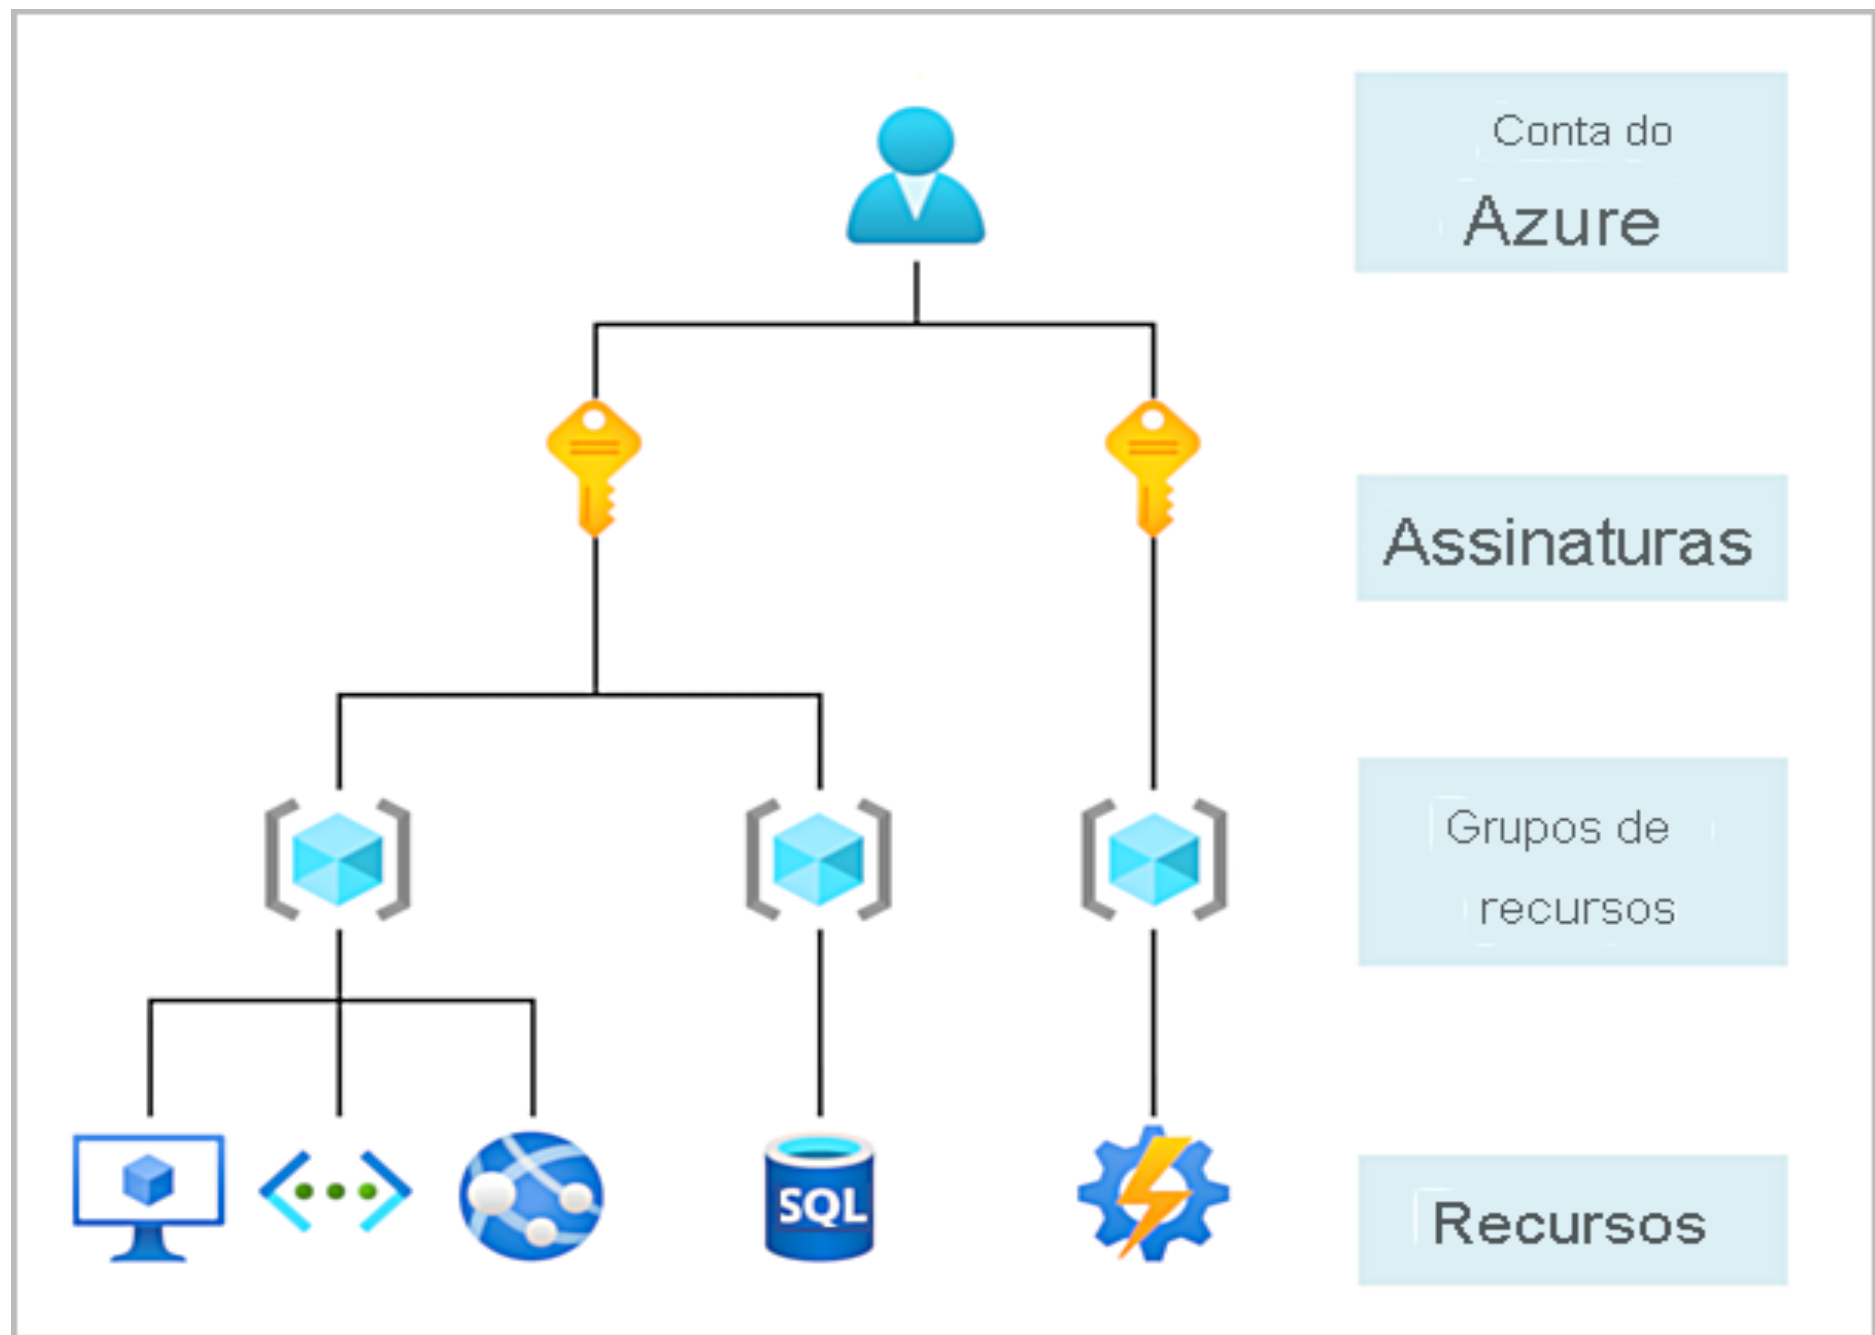 Conta do
Azure
Assinaturas
Grupos de
recursos
SQL
Recursos